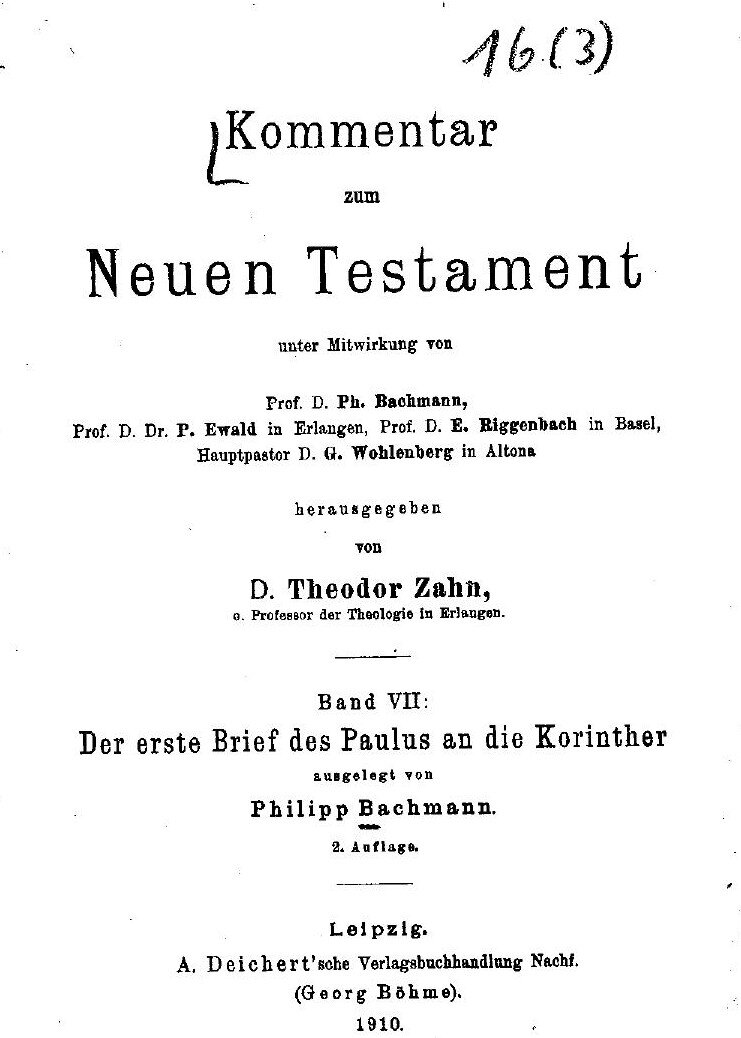 16(3)
Kommentar
zum
Neuen Testament
unter Mitwirkung von
Prof. D. Ph. Bachmann,
Prof. D. Dr. P. Ewald in Erlangen, Prof. D. E. Riggenbach in Basel,
Hauptpastor D. G. Wohlenberg in Altona
herausgegeben
von
D. Theodor Zahn,
o. Professor der Theologie in Erlangen.
Band VII:
Der erste Brief des Paulus an die Korinther
ausgelegt von
Philipp Bachmann.
2. Auflage.
Leipzig.
A. Deichert'sche Verlagsbuchhandlung Nachf.
(Georg Böhme).
1910.